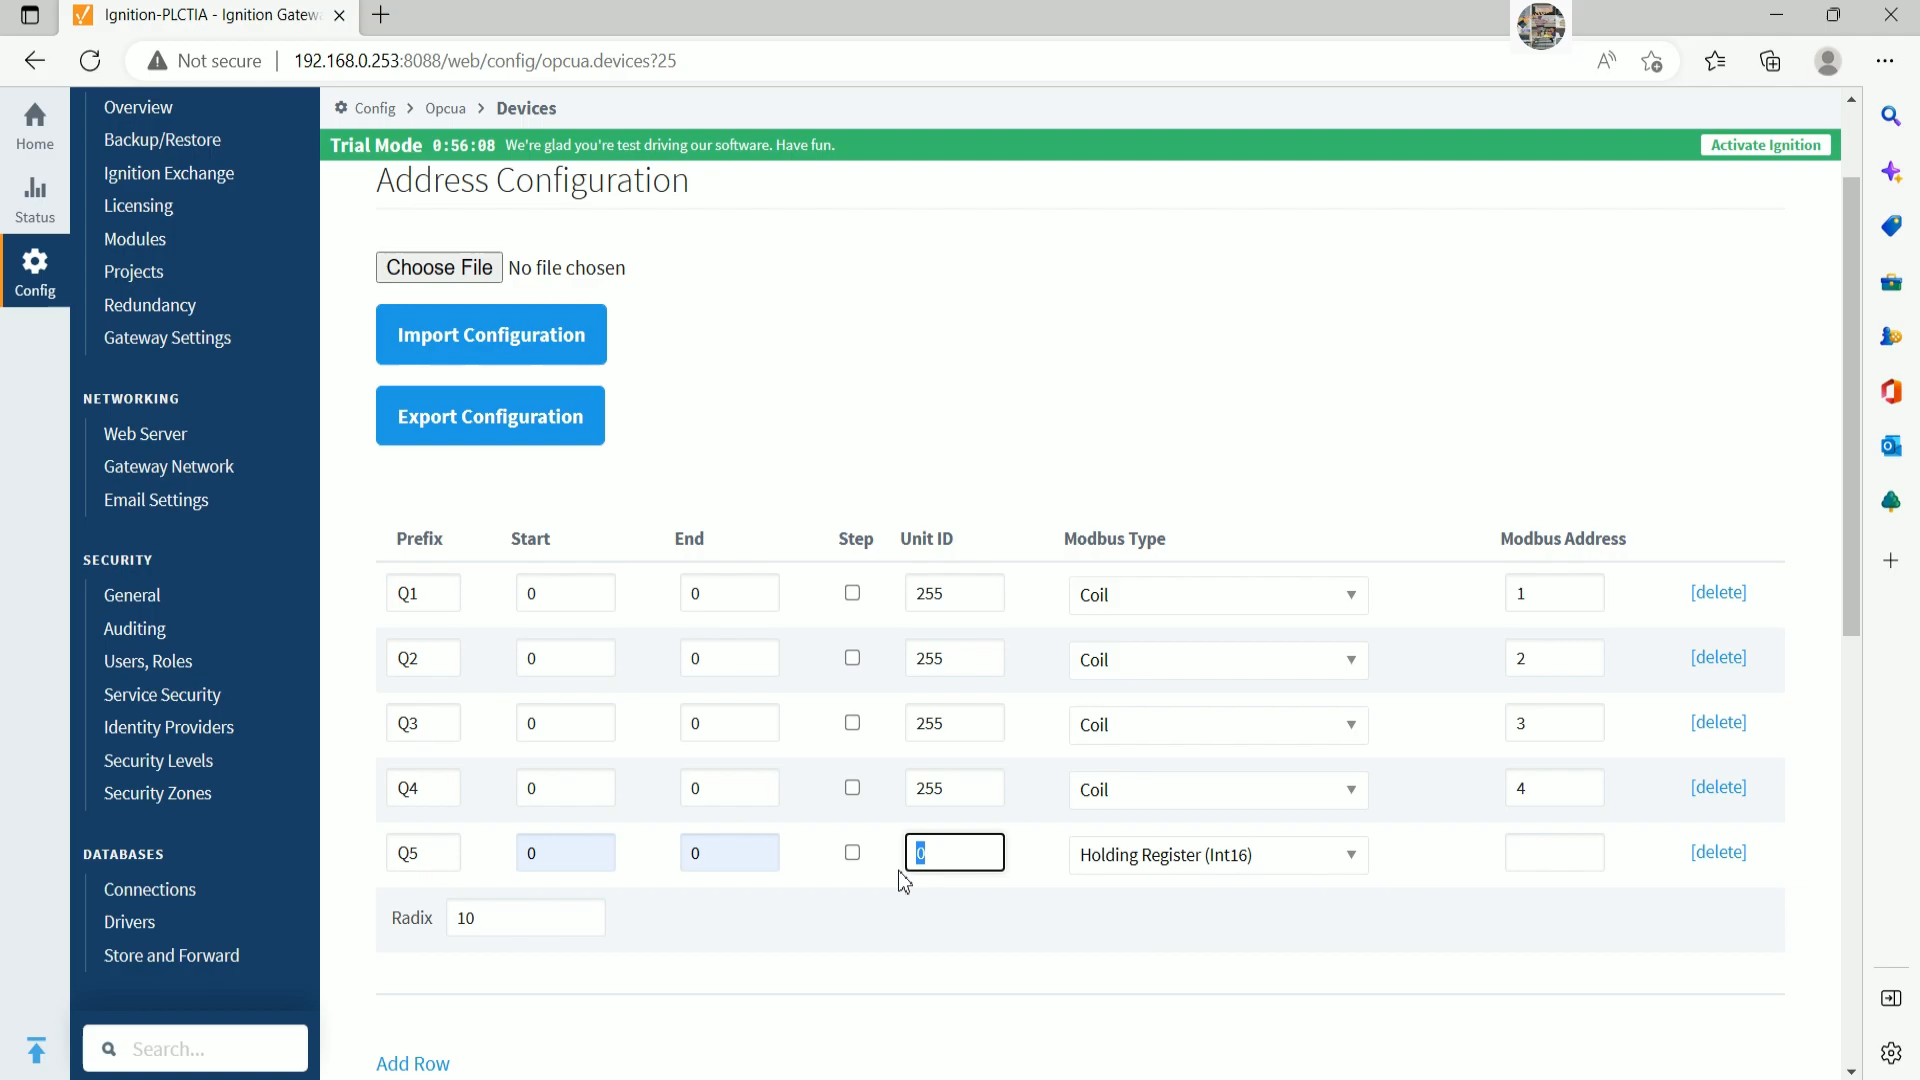 Ignition-PLCTIA - Ignition Gatewa
Not secure | 192.168.0.253:8088/web/config/opcua.devices?25
Home
Status
Config
Overview
Backup/Restore
Ignition Exchange
Licensing
Modules
Projects
Redundancy
Gateway Settings
NETWORKING
Web Server
Gateway Network
Email Settings
SECURITY
General
Auditing
Users, Roles
Service Security
Identity Providers
Security Levels
Security Zones
DATABASES
Connections
Drivers
Store and Forward
Search...
Config > Opcua > Devices
Trial Mode 0:56:08 We're glad you're test driving our software. Have fun. Activate Ignition
Address Configuration
Choose File No file chosen
Import Configuration
Export Configuration
Prefix Start End Step Unit ID Modbus Type Modbus Address
Q1 0 0 255 Coil 1 [delete]
Q2 0 0 255 Coil 2 [delete]
Q3 0 0 255 Coil 3 [delete]
Q4 0 0 255 Coil 4 [delete]
Q5 0 0 0 Holding Register (Int16) [delete]
Radix 10
Add Row